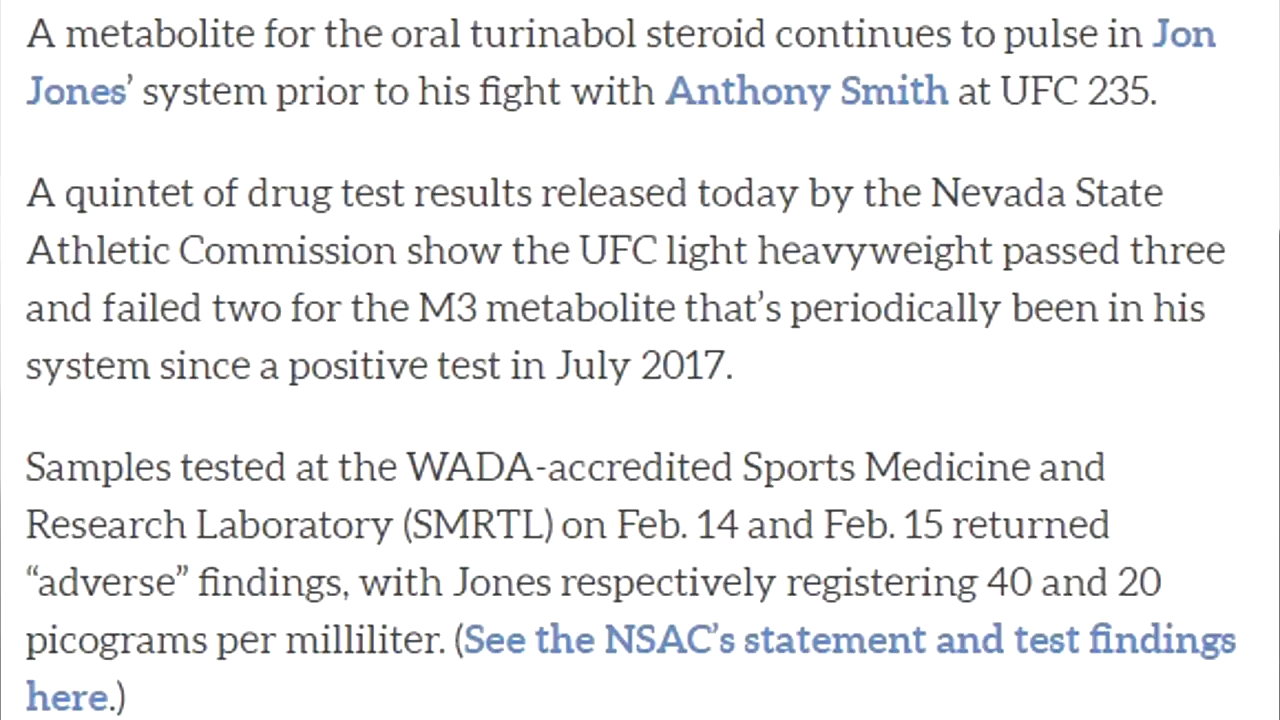 A metabolite for the oral turinabol steroid continues to pulse in Jon
Jones’ system prior to his fight with Anthony Smith at UFC 235.
A quintet of drug test results released today by the Nevada State
Athletic Commission show the UFC light heavyweight passed three
and failed two for the M3 metabolite that’s periodically been in his
system since a positive test in July 2017.
Samples tested at the WADA-accredited Sports Medicine and
Research Laboratory (SMRTL) on Feb. 14 and Feb. 15 returned
“adverse” findings, with Jones respectively registering 40 and 20
picograms per milliliter. (See the NSAC’s statement and test findings
here.)